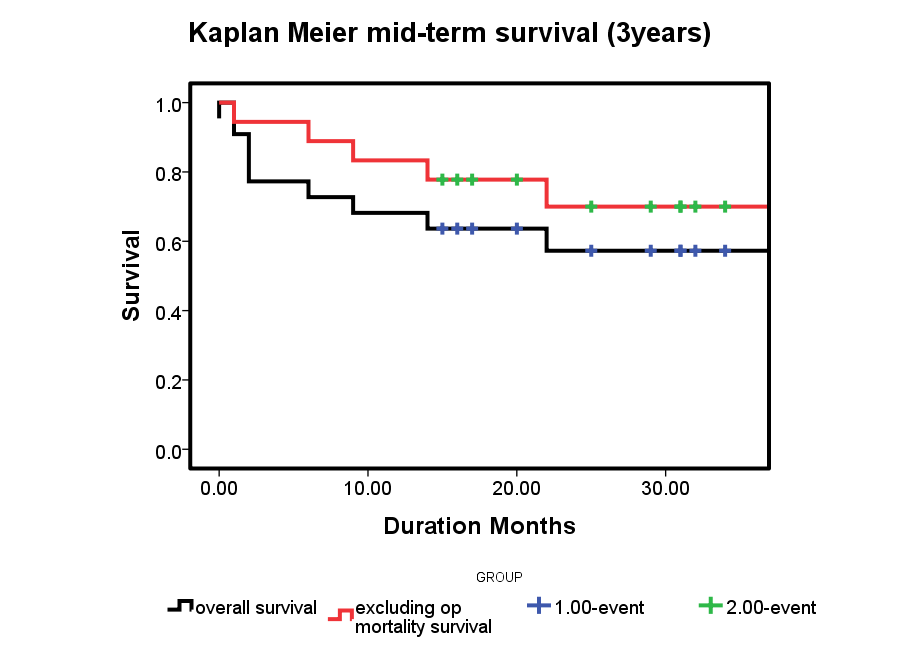 Kaplan Meier mid-term survival (3years)
1.0
0.8
0.6
0.4
0.2
0.0
Survival
0.00 10.00 20.00 30.00
Duration Months
GROUP
overall survival
excluding op
mortality survival
1.00-event
2.00-event